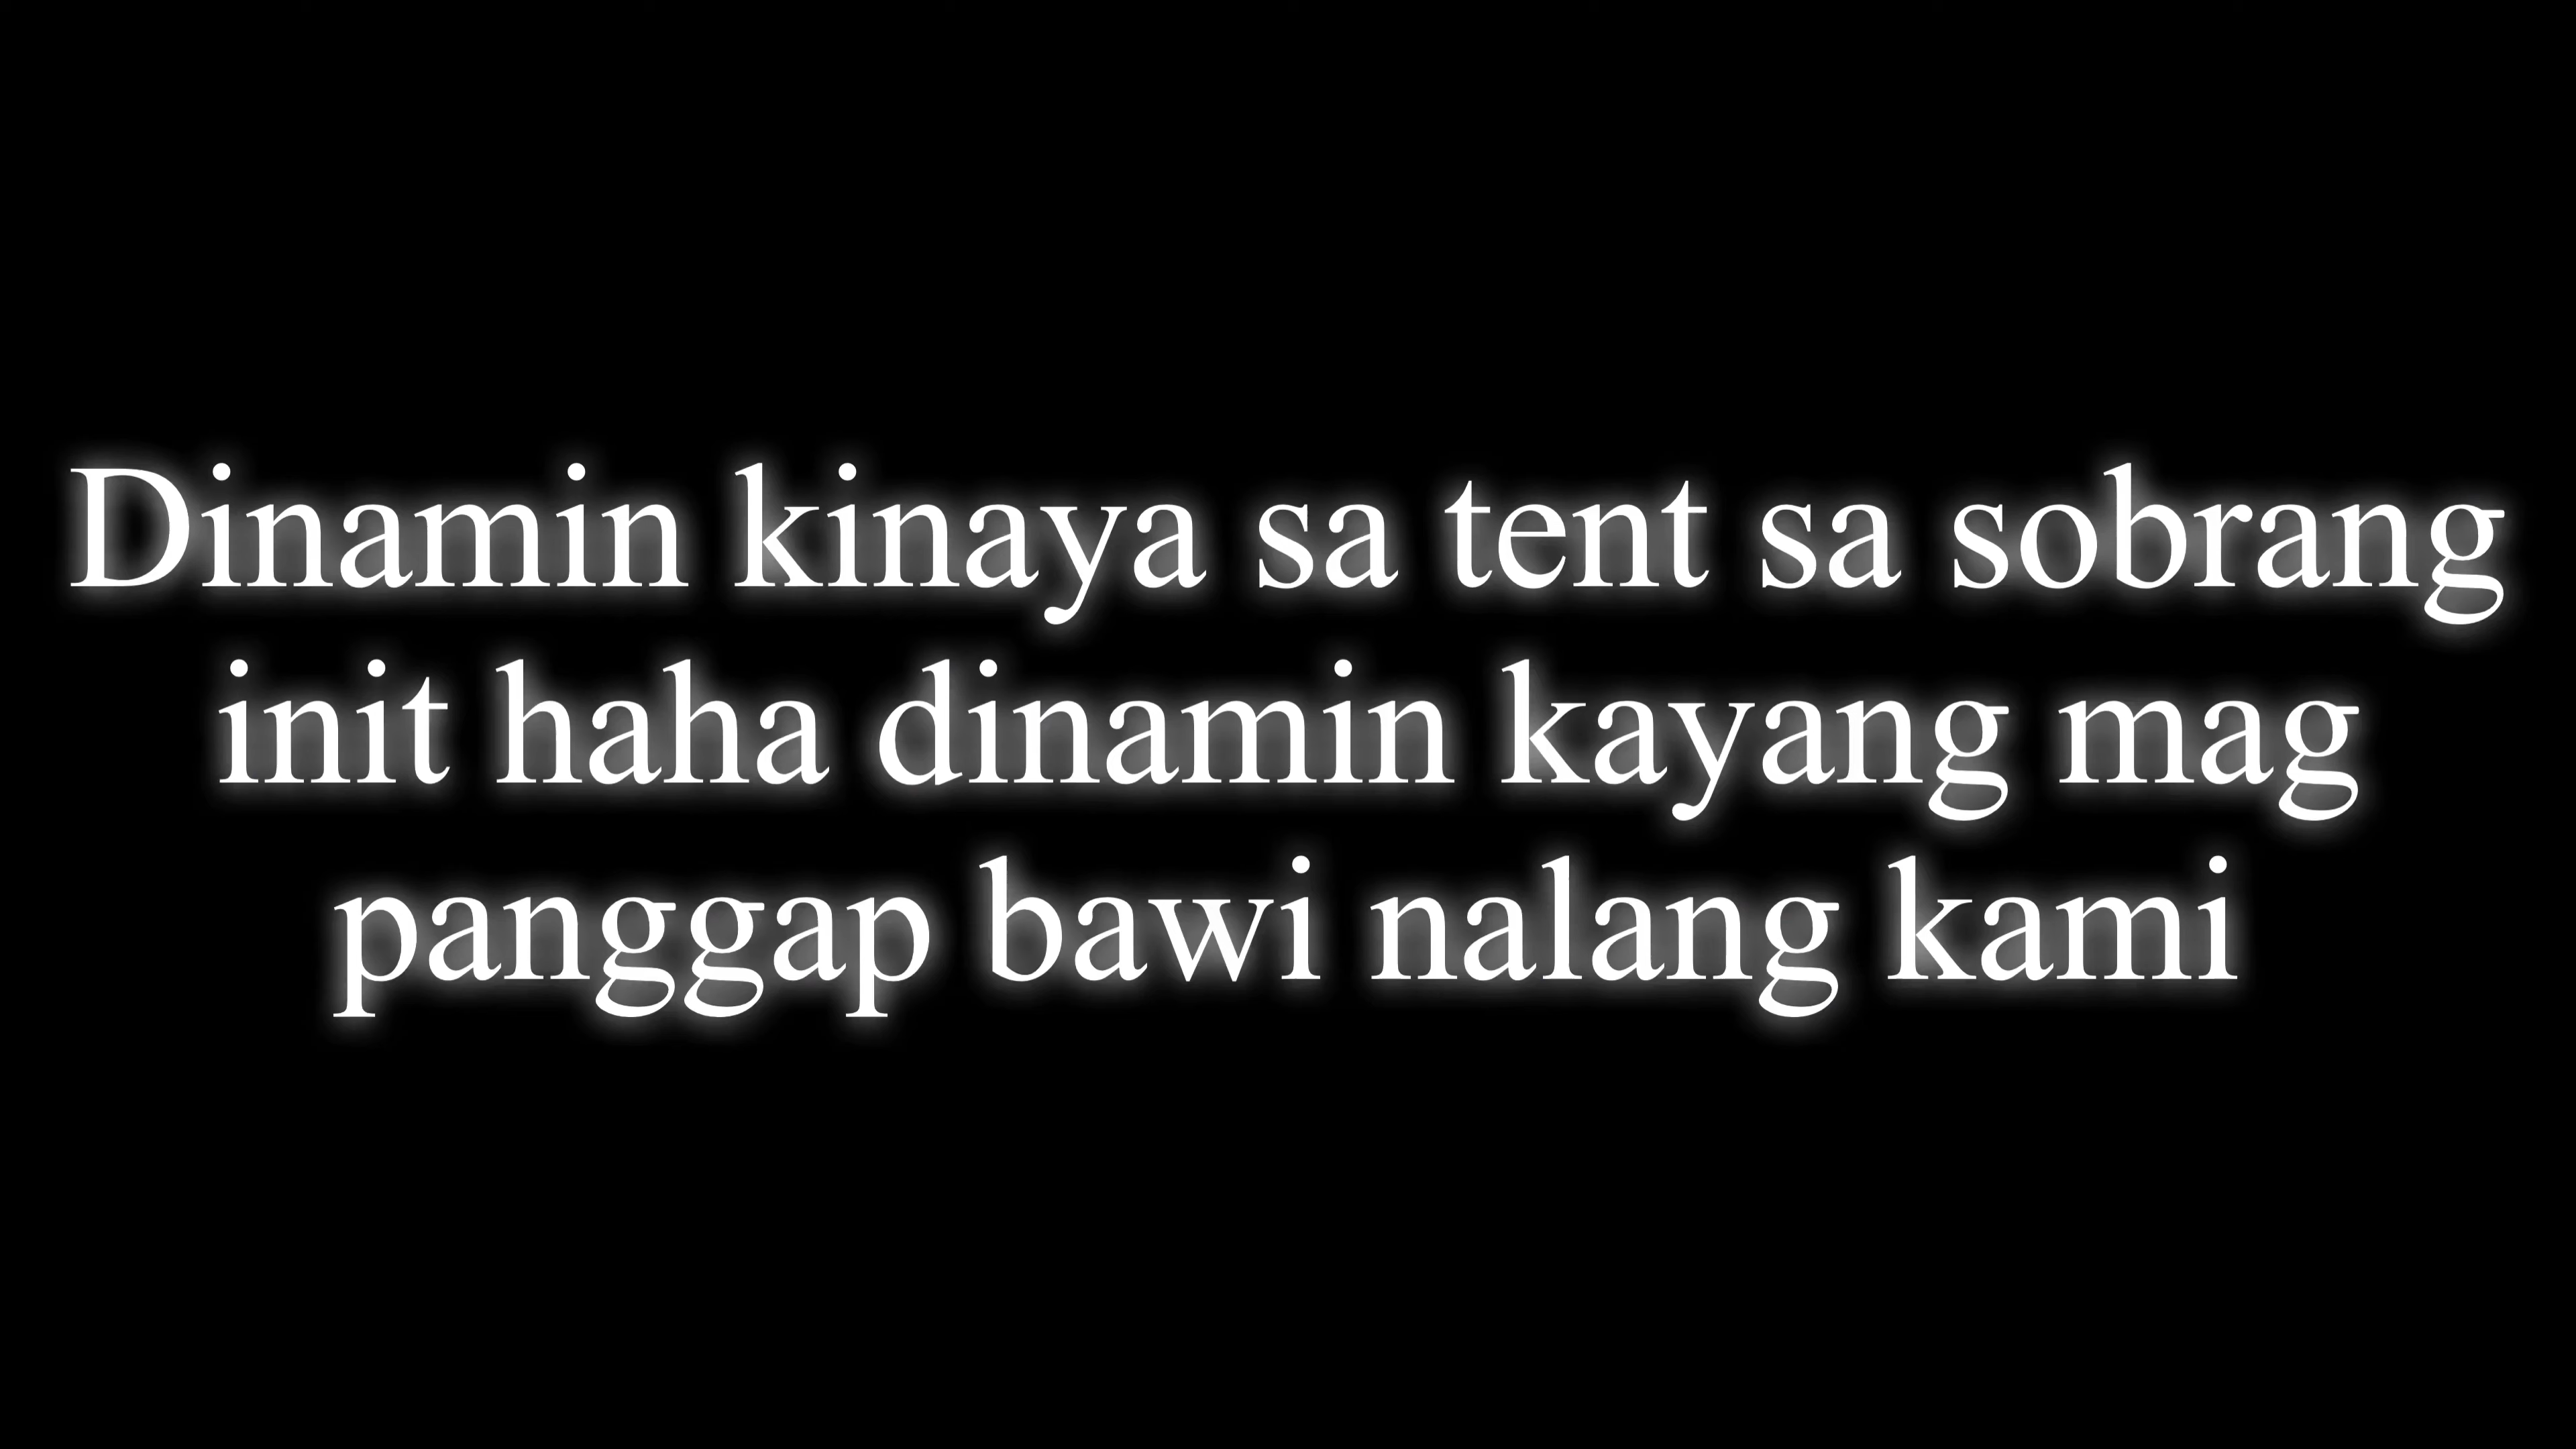 Dinamin kinaya sa tent sa sobrang
init haha dinamin kayang mag
panggap bawi nalang kami